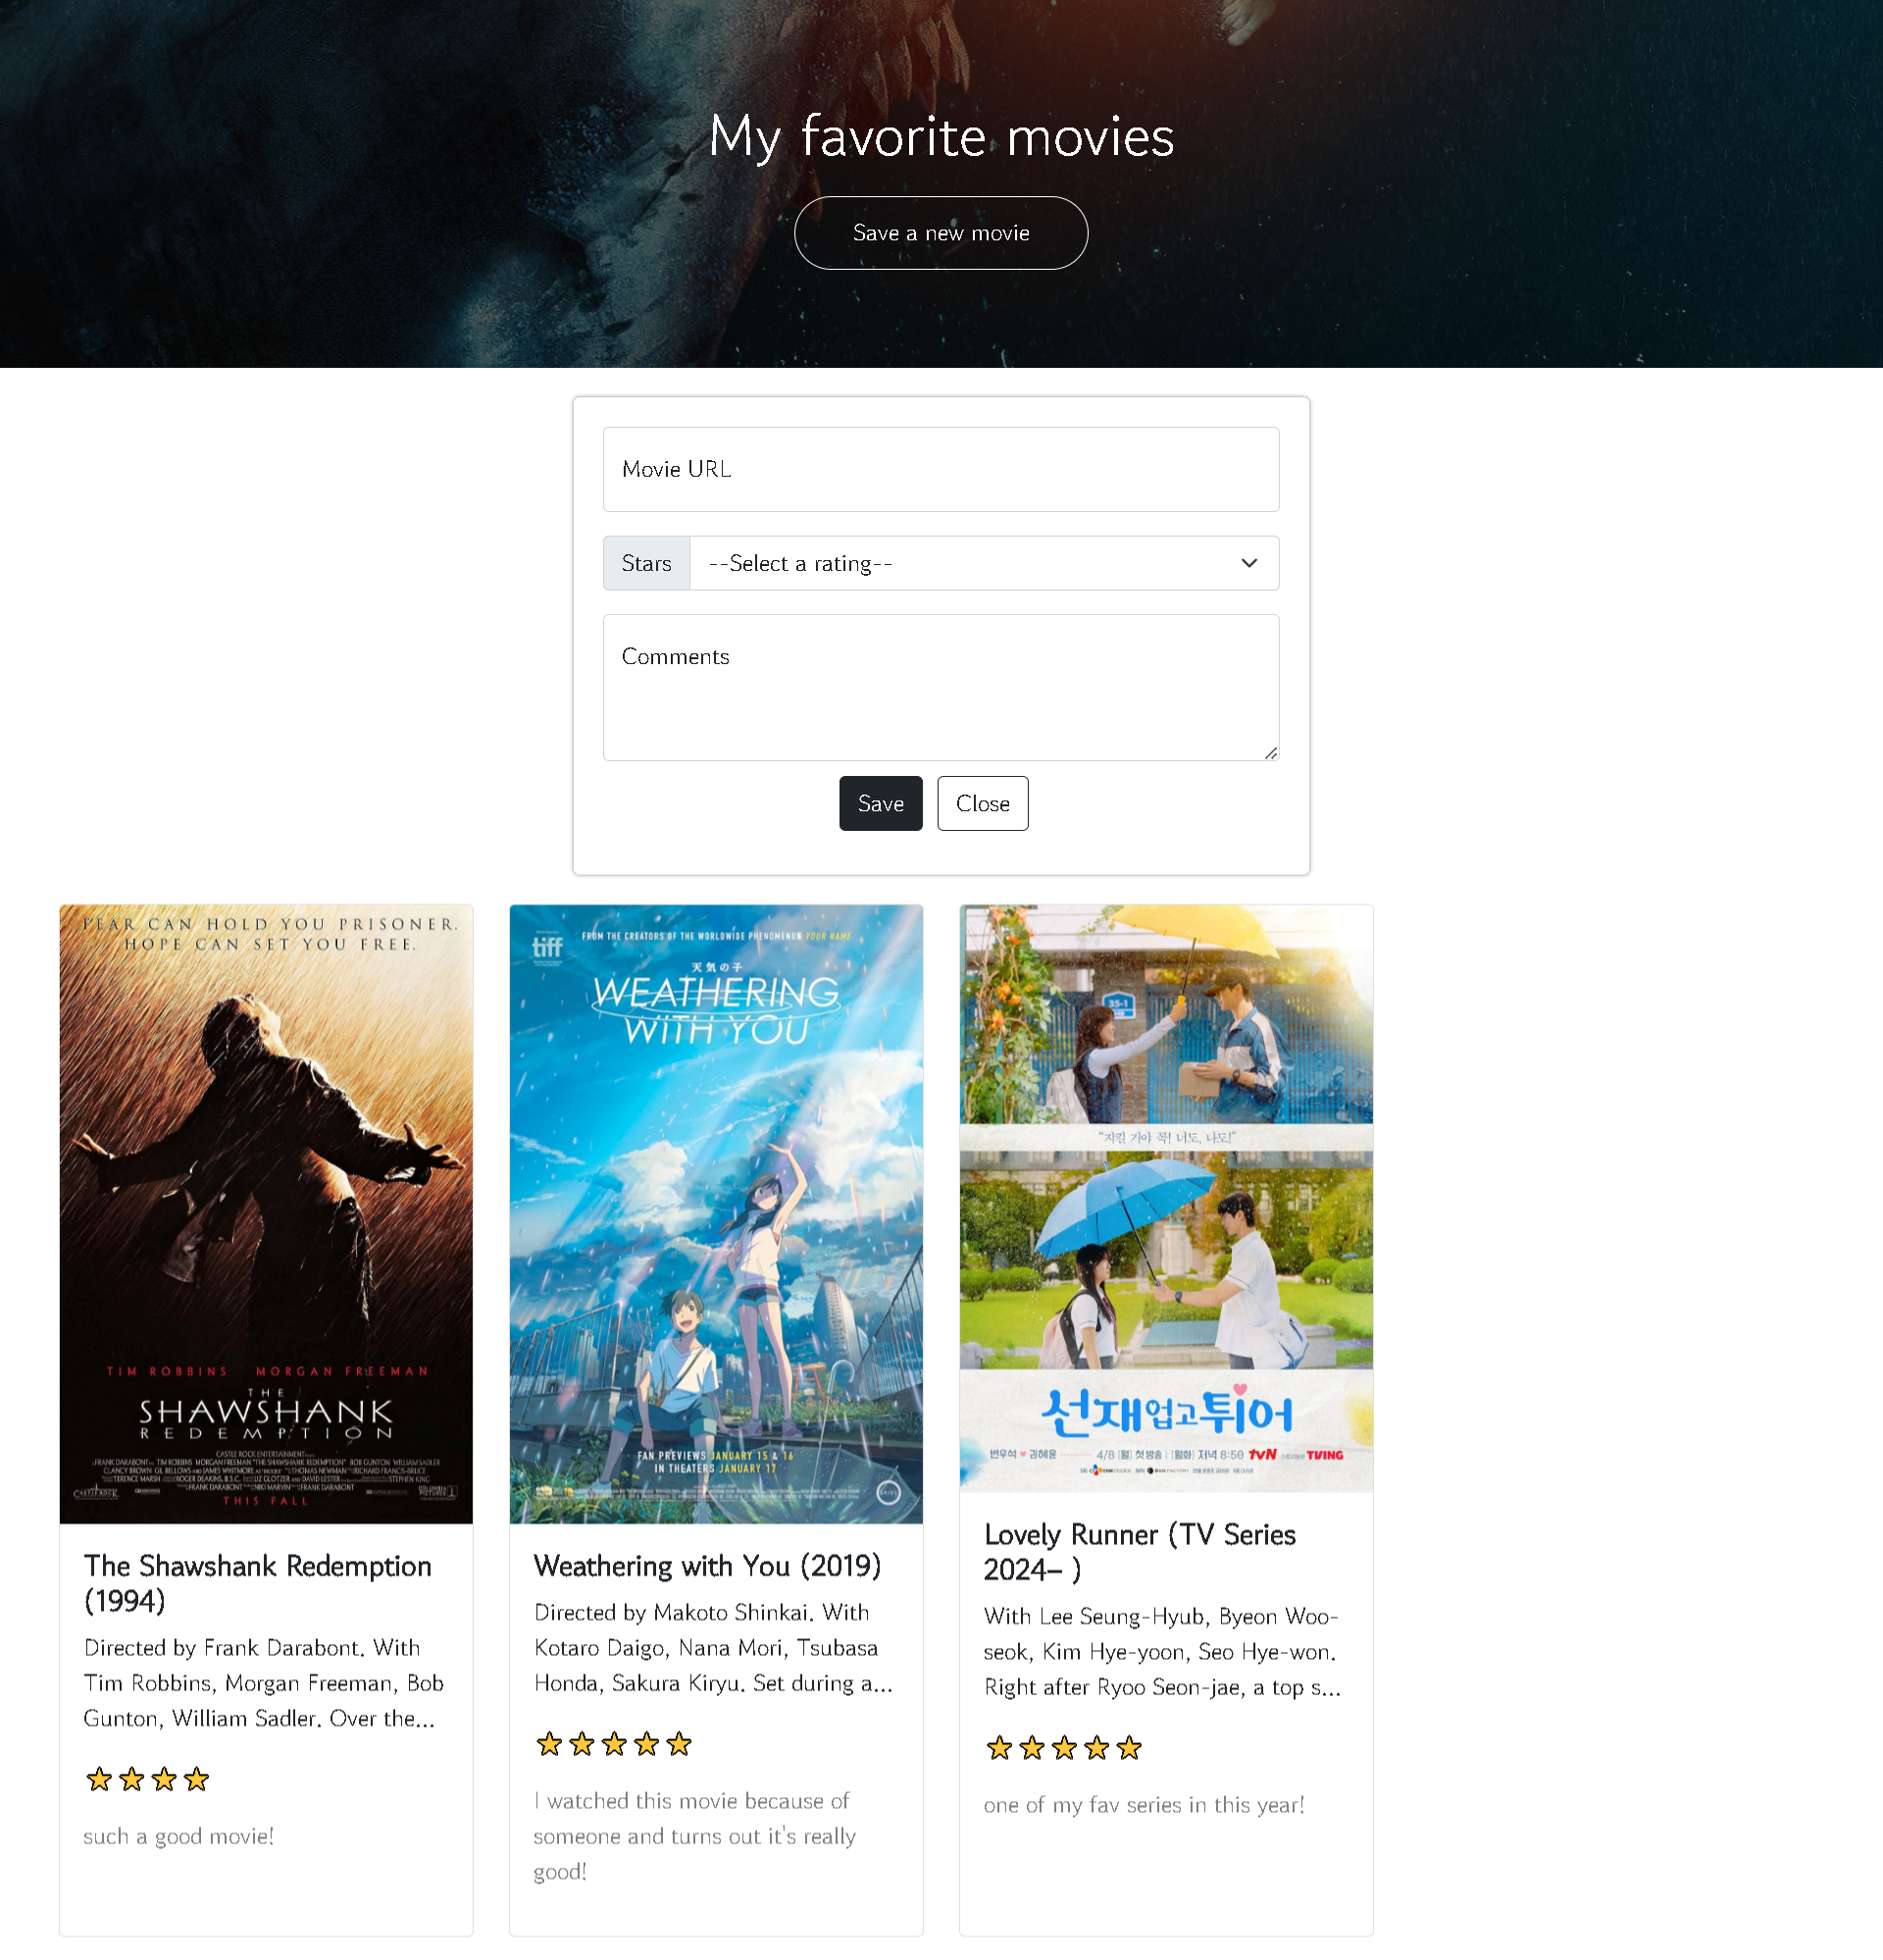 My favorite movies
Save a new movie
Movie URL
Stars
--Select a rating--
Comments
Save
Close
FEAR CAN HOLD YOU PRISONER.
HOPE CAN SET YOU FREE.
TIM ROBBINS MORGAN FREEMAN
THE
SHAWSHANK
REDEMPTION
CASTLE ROCK ENTERTAINMENT
THIS FALL
The Shawshank Redemption
(1994)
Directed by Frank Darabont. With
Tim Robbins, Morgan Freeman, Bob
Gunton, William Sadler. Over the...
such a good movie!
tiff
FROM THE CREATORS OF THE WORLDWIDE PHENOMENON YOUR NAME
天気の子
WEATHERING
WITH YOU
FAN PREVIEWS JANUARY 15 & 16
IN THEATERS JANUARY 17
Weathering with You (2019)
Directed by Makoto Shinkai. With
Kotaro Daigo, Nana Mori, Tsubasa
Honda, Sakura Kiryu. Set during a...
I watched this movie because of
someone and turns out it's really
good!
35-1
“지킬 거야 꼭! 너도, 나도!”
선재 업고 튀어
변우석 ♥ 김혜윤 4/8 [월] 첫방송 | [월화] 저녁 8:50 tvN TVING
Lovely Runner (TV Series
2024– )
With Lee Seung-Hyub, Byeon Woo-
seok, Kim Hye-yoon, Seo Hye-won.
Right after Ryoo Seon-jae, a top s...
one of my fav series in this year!